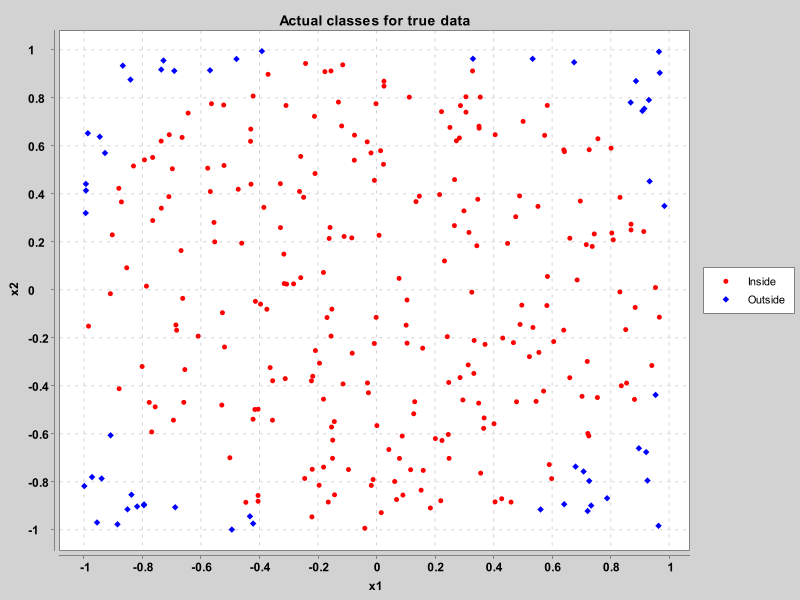 Actual classes for true data
1
0.8
0.6
0.4
0.2
0
-0.2
-0.4
-0.6
-0.8
-1
x2
-1 -0.8 -0.6 -0.4 -0.2 0 0.2 0.4 0.6 0.8 1
x1
Inside
Outside